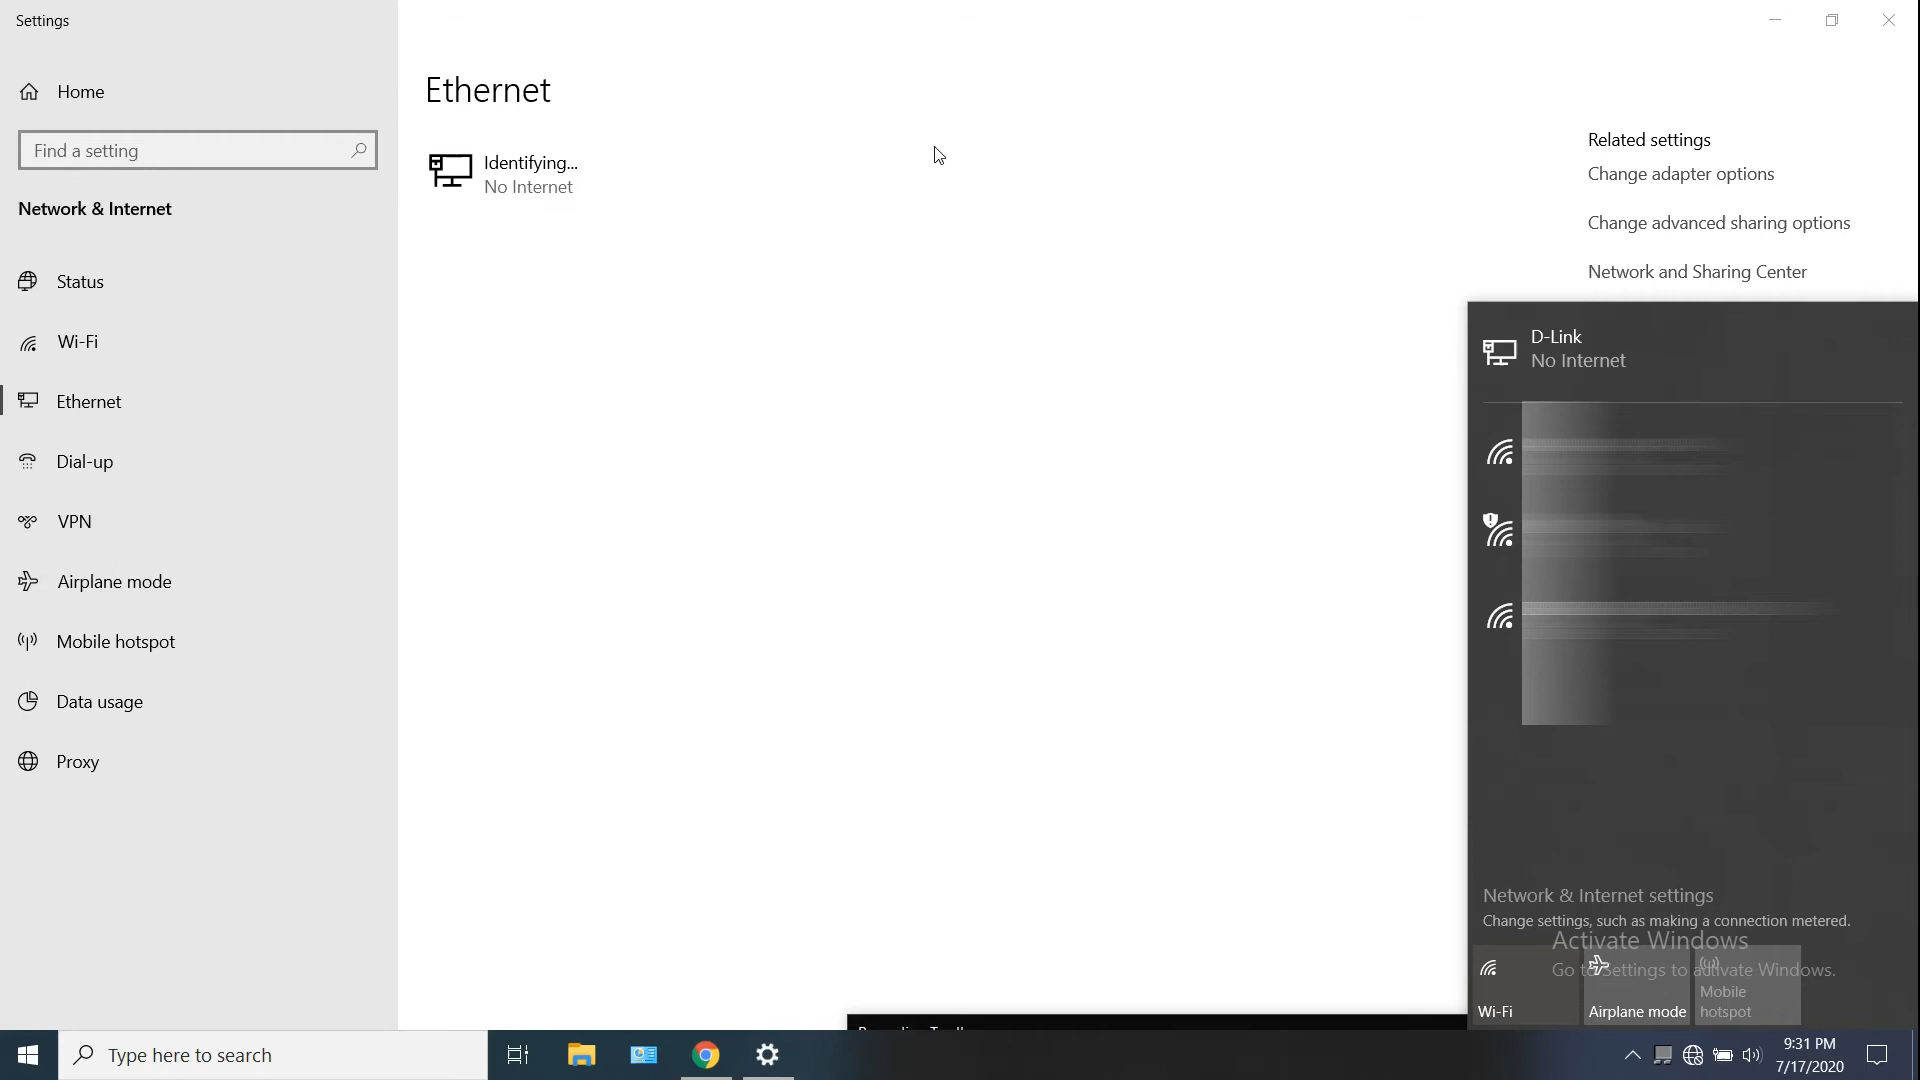 Settings
Home
Find a setting
Network & Internet
Status
Wi-Fi
Ethernet
Dial-up
VPN
Airplane mode
Mobile hotspot
Data usage
Proxy
Ethernet
Identifying...
No Internet
Related settings
Change adapter options
Change advanced sharing options
Network and Sharing Center
D-Link
No Internet
Network & Internet settings
Change settings, such as making a connection metered.
Activate Windows
Go to Settings to activate Windows.
Wi-Fi
Airplane mode
Mobile
hotspot
Type here to search
9:31 PM
7/17/2020